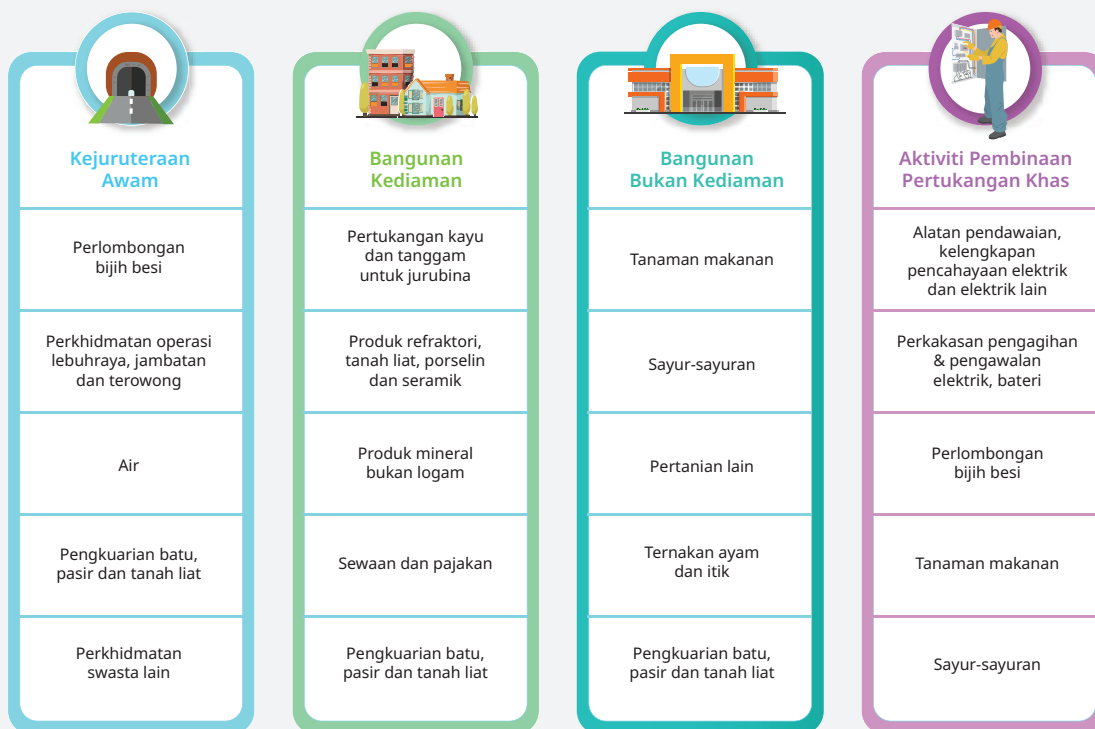 Kejuruteraan
Awam
Perlombongan
bijih besi
Perkhidmatan operasi
lebuhraya, jambatan
dan terowong
Air
Pengkuarian batu,
pasir dan tanah liat
Perkhidmatan
swasta lain
Bangunan
Kediaman
Pertukangan kayu
dan tanggam
untuk jurubina
Produk refraktori,
tanah liat, porselin
dan seramik
Produk mineral
bukan logam
Sewaan dan pajakan
Pengkuarian batu,
pasir dan tanah liat
Bangunan
Bukan Kediaman
Tanaman makanan
Sayur-sayuran
Pertanian lain
Ternakan ayam
dan itik
Pengkuarian batu,
pasir dan tanah liat
Aktiviti Pembinaan
Pertukangan Khas
Alatan pendawaian,
kelengkapan
pencahayaan elektrik
dan elektrik lain
Perkakasan pengagihan
& pengawalan
elektrik, bateri
Perlombongan
bijih besi
Tanaman makanan
Sayur-sayuran